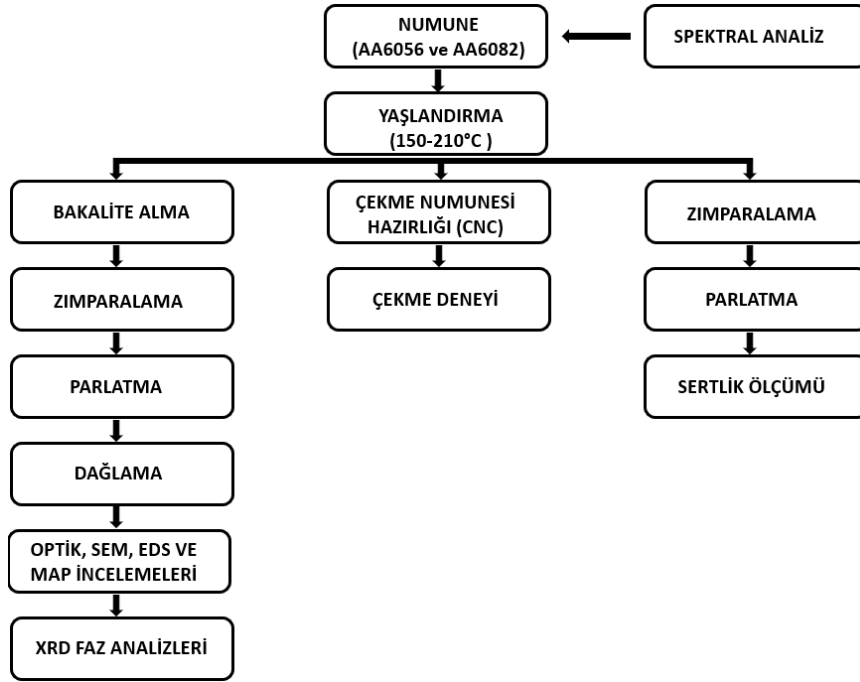 NUMUNE
(AA6056 ve AA6082)
SPEKTRAL ANALİZ
YAŞLANDIRMA
(150-210°C )
BAKALİTE ALMA
ÇEKME NUMUNESİ
HAZIRLIĞI (CNC)
ZIMPARALAMA
ZIMPARALAMA
ÇEKME DENEYİ
PARLATMA
PARLATMA
SERTLİK ÖLÇÜMÜ
DAĞLAMA
OPTİK, SEM, EDS VE
MAP İNCELEMELERİ
XRD FAZ ANALİZLERİ